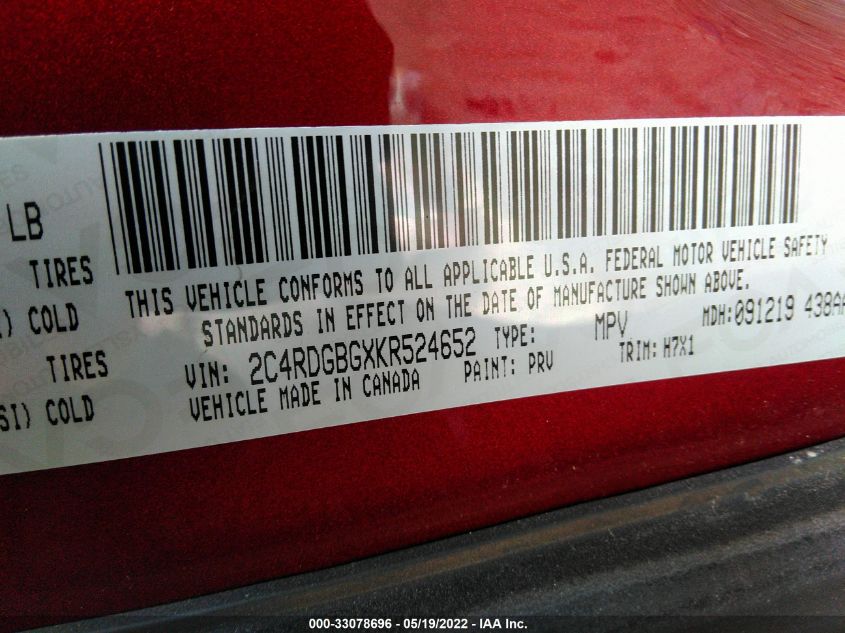 LB
TIRES
) COLD
TIRES
SI) COLD
THIS VEHICLE CONFORMS TO ALL APPLICABLE U.S.A. FEDERAL MOTOR VEHICLE SAFETY
STANDARDS IN EFFECT ON THE DATE OF MANUFACTURE SHOWN ABOVE.
VIN: 2C4RDGBGXKR524652 TYPE: MPV MDH:091219 438AA
VEHICLE MADE IN CANADA PAINT: PRV TRIM: H7X1
000-33078696 - 05/19/2022 - IAA Inc.